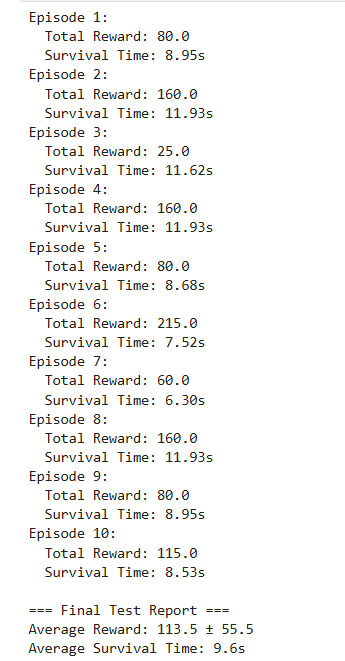 Episode 1:
  Total Reward: 80.0
  Survival Time: 8.95s
Episode 2:
  Total Reward: 160.0
  Survival Time: 11.93s
Episode 3:
  Total Reward: 25.0
  Survival Time: 11.62s
Episode 4:
  Total Reward: 160.0
  Survival Time: 11.93s
Episode 5:
  Total Reward: 80.0
  Survival Time: 8.68s
Episode 6:
  Total Reward: 215.0
  Survival Time: 7.52s
Episode 7:
  Total Reward: 60.0
  Survival Time: 6.30s
Episode 8:
  Total Reward: 160.0
  Survival Time: 11.93s
Episode 9:
  Total Reward: 80.0
  Survival Time: 8.95s
Episode 10:
  Total Reward: 115.0
  Survival Time: 8.53s

=== Final Test Report ===
Average Reward: 113.5 ± 55.5
Average Survival Time: 9.6s